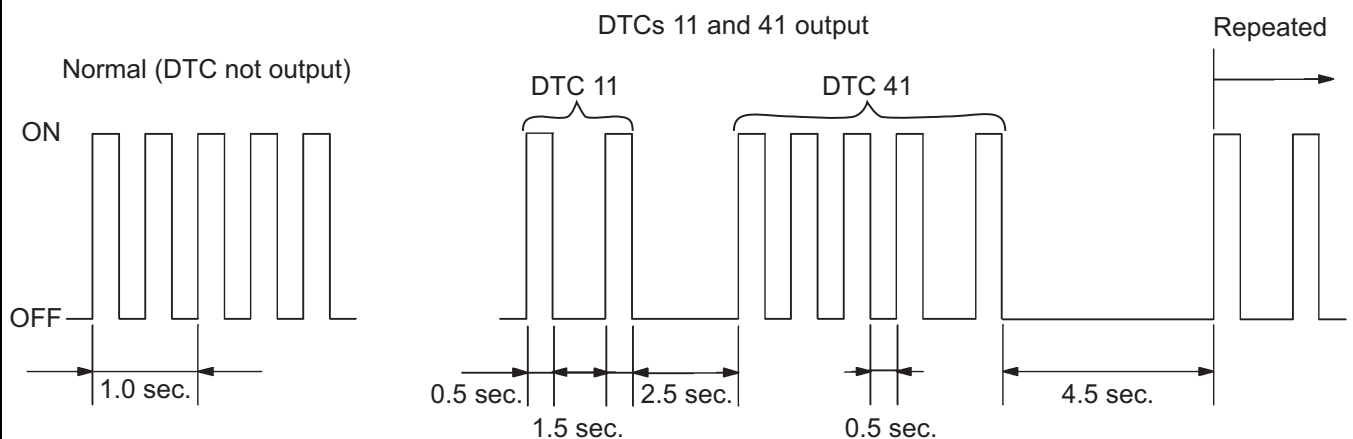 DTCs 11 and 41 output
Repeated
Normal (DTC not output)
DTC 11
DTC 41
ON
OFF
1.0 sec.
0.5 sec.
2.5 sec.
4.5 sec.
1.5 sec.
0.5 sec.